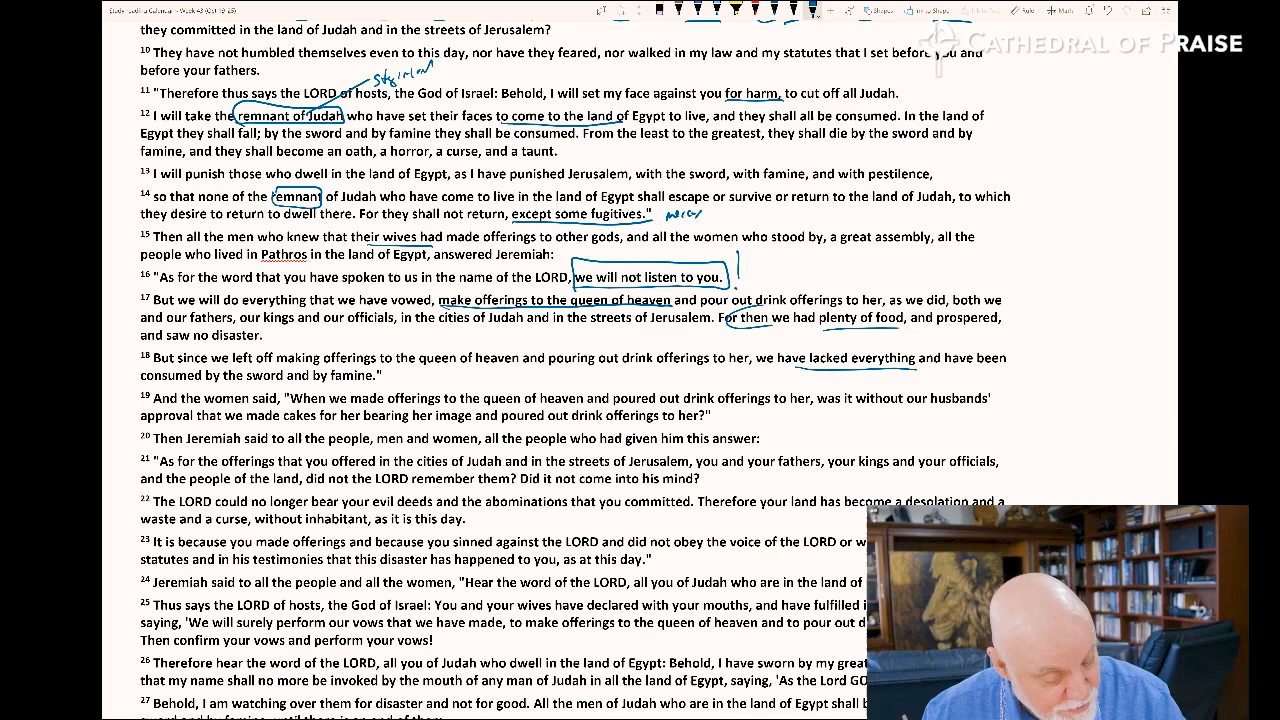 Study reading Calendar - Week 43 (Oct 19-25)
Shapes
Ink to Shape
Rule
Math
CATHEDRAL OF PRAISE
they committed in the land of Judah and in the streets of Jerusalem?
10 They have not humbled themselves even to this day, nor have they feared, nor walked in my law and my statutes that I set before you and
before your fathers.
11 "Therefore thus says the LORD of hosts, the God of Israel: Behold, I will set my face against you for harm, to cut off all Judah.
12 I will take the remnant of Judah who have set their faces to come to the land of Egypt to live, and they shall all be consumed. In the land of
Egypt they shall fall; by the sword and by famine they shall be consumed. From the least to the greatest, they shall die by the sword and by
famine, and they shall become an oath, a horror, a curse, and a taunt.
13 I will punish those who dwell in the land of Egypt, as I have punished Jerusalem, with the sword, with famine, and with pestilence,
14 so that none of the remnant of Judah who have come to live in the land of Egypt shall escape or survive or return to the land of Judah, to which
they desire to return to dwell there. For they shall not return, except some fugitives." mercy
15 Then all the men who knew that their wives had made offerings to other gods, and all the women who stood by, a great assembly, all the
people who lived in Pathros in the land of Egypt, answered Jeremiah:
16 "As for the word that you have spoken to us in the name of the LORD, we will not listen to you. !
17 But we will do everything that we have vowed, make offerings to the queen of heaven and pour out drink offerings to her, as we did, both we
and our fathers, our kings and our officials, in the cities of Judah and in the streets of Jerusalem. For then we had plenty of food, and prospered,
and saw no disaster.
18 But since we left off making offerings to the queen of heaven and pouring out drink offerings to her, we have lacked everything and have been
consumed by the sword and by famine."
19 And the women said, "When we made offerings to the queen of heaven and poured out drink offerings to her, was it without our husbands'
approval that we made cakes for her bearing her image and poured out drink offerings to her?"
20 Then Jeremiah said to all the people, men and women, all the people who had given him this answer:
21 "As for the offerings that you offered in the cities of Judah and in the streets of Jerusalem, you and your fathers, your kings and your officials,
and the people of the land, did not the LORD remember them? Did it not come into his mind?
22 The LORD could no longer bear your evil deeds and the abominations that you committed. Therefore your land has become a desolation and a
waste and a curse, without inhabitant, as it is this day.
23 It is because you made offerings and because you sinned against the LORD and did not obey the voice of the LORD or w
statutes and in his testimonies that this disaster has happened to you, as at this day."
24 Jeremiah said to all the people and all the women, "Hear the word of the LORD, all you of Judah who are in the land of
25 Thus says the LORD of hosts, the God of Israel: You and your wives have declared with your mouths, and have fulfilled i
saying, 'We will surely perform our vows that we have made, to make offerings to the queen of heaven and to pour out d
Then confirm your vows and perform your vows!
26 Therefore hear the word of the LORD, all you of Judah who dwell in the land of Egypt: Behold, I have sworn by my great
that my name shall no more be invoked by the mouth of any man of Judah in all the land of Egypt, saying, 'As the Lord GO
27 Behold, I am watching over them for disaster and not for good. All the men of Judah who are in the land of Egypt shall b